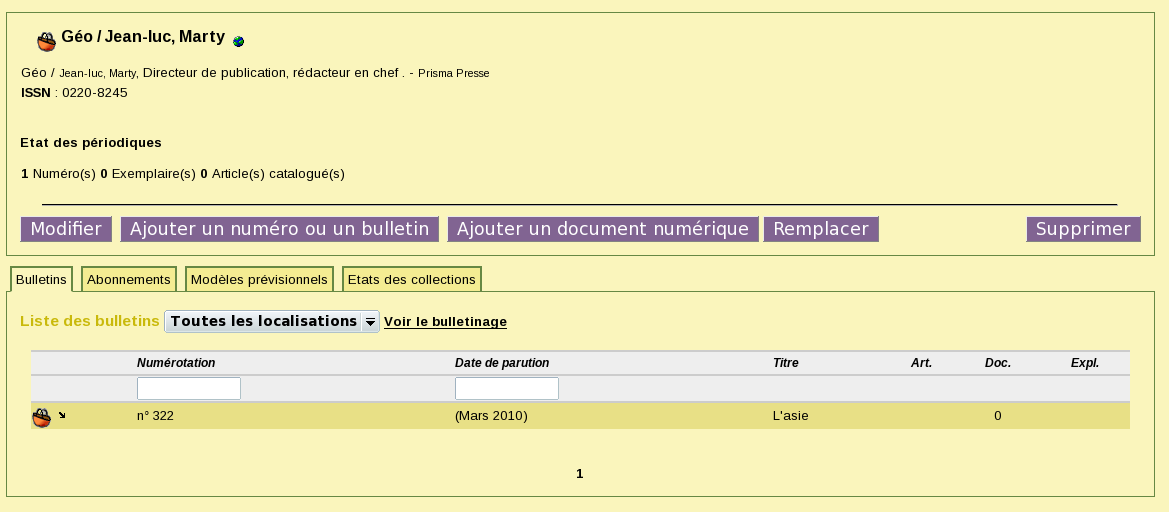 Géo / Jean-luc, Marty
Géo / Jean-luc, Marty, Directeur de publication, rédacteur en chef . - Prisma Presse
ISSN : 0220-8245
Etat des périodiques
1 Numéro(s) 0 Exemplaire(s) 0 Article(s) catalogué(s)
Modifier Ajouter un numéro ou un bulletin Ajouter un document numérique Remplacer Supprimer
Bulletins Abonnements Modèles prévisionnels Etats des collections
Liste des bulletins Toutes les localisations Voir le bulletinage
Numérotation Date de parution Titre Art. Doc. Expl.
n° 322 (Mars 2010) L'asie 0
1